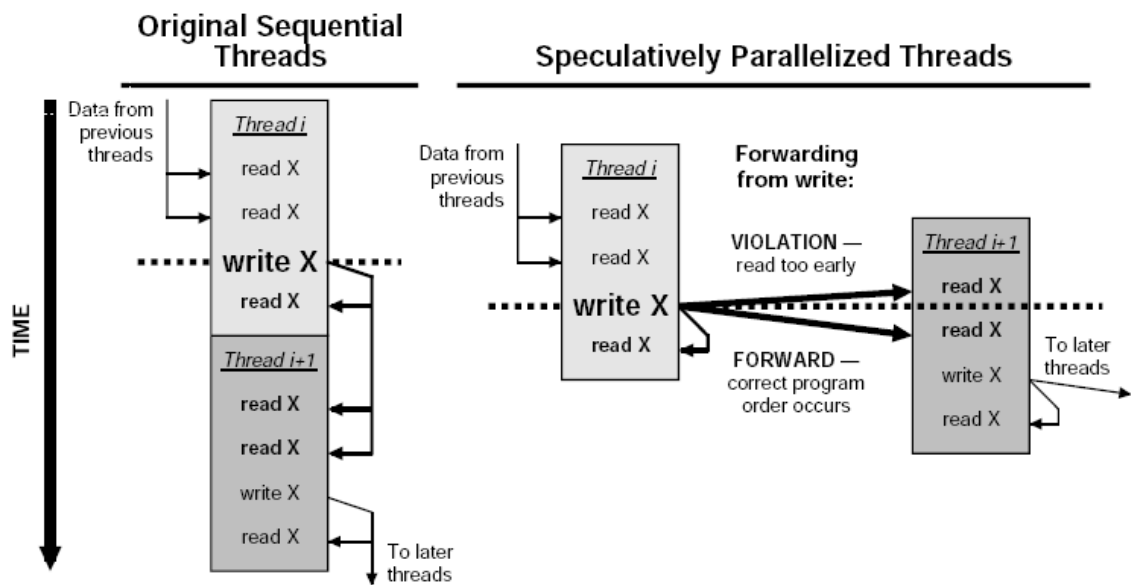 Original Sequential
Threads
Speculatively Parallelized Threads
TIME
Data from
previous
threads
Thread i
read X
read X
write X
read X
Thread i+1
read X
read X
write X
read X
To later
threads
Data from
previous
threads
Thread i
read X
read X
write X
read X
Forwarding
from write:
VIOLATION —
read too early
FORWARD —
correct program
order occurs
Thread i+1
read X
read X
write X
read X
To later
threads